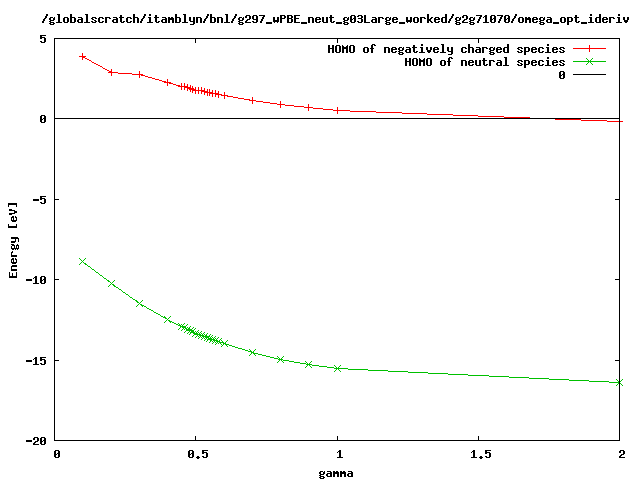 /globalscratch/itamblyn/bnl/g297_wPBE_neut_g03Large_worked/g2g71070/omega_opt_ideriv
HOMO of negatively charged species
HOMO of neutral species
0
5
0
-5
-10
-15
-20
Energy [eV]
0
0.5
1
1.5
2
gamma